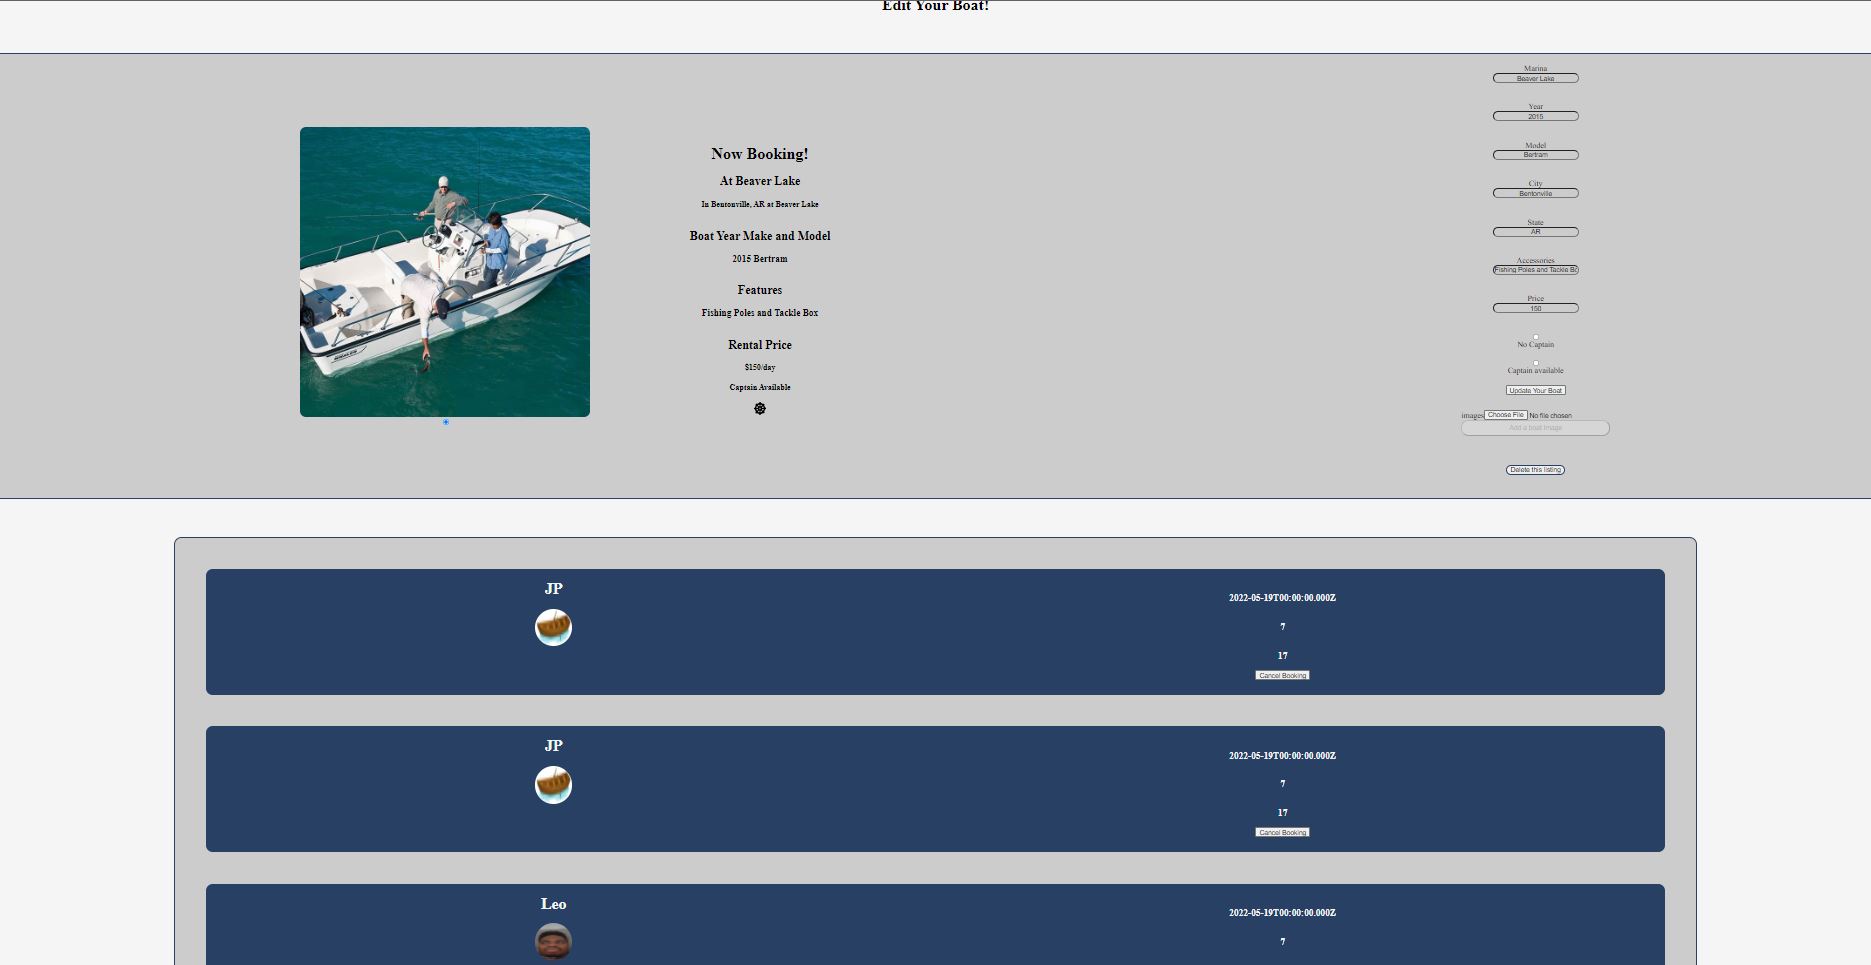 Edit Your Boat!
Now Booking!
At Beaver Lake
In Bentonville, AR at Beaver Lake
Boat Year Make and Model
2015 Bertram
Features
Fishing Poles and Tackle Box
Rental Price
$150/day
Captain Available
Marina
Beaver Lake
Year
2015
Model
Bertram
City
Bentonville
State
AR
Accessories
Fishing Poles and Tackle Bo
Price
150
No Captain
Captain available
Update Your Boat
images Choose File No file chosen
Add a boat Image
Delete this listing
JP
2022-05-19T00:00:00.000Z
7
17
Cancel Booking
JP
2022-05-19T00:00:00.000Z
7
17
Cancel Booking
Leo
2022-05-19T00:00:00.000Z
7